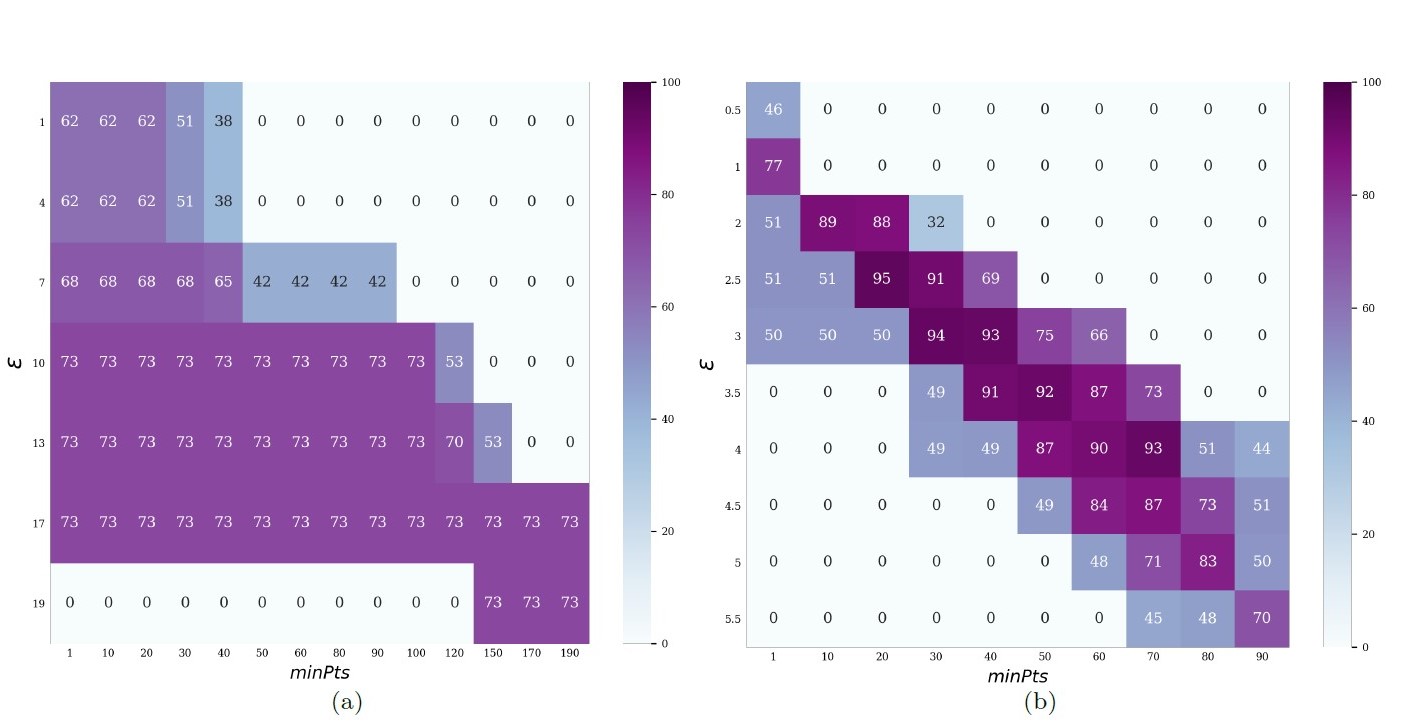 1 62 62 62 51 38 0 0 0 0 0 0 0 0 0
4 62 62 62 51 38 0 0 0 0 0 0 0 0 0
7 68 68 68 68 65 42 42 42 42 0 0 0 0 0
ε 10 73 73 73 73 73 73 73 73 73 73 53 0 0 0
13 73 73 73 73 73 73 73 73 73 73 70 53 0 0
17 73 73 73 73 73 73 73 73 73 73 73 73 73 73
19 0 0 0 0 0 0 0 0 0 0 0 73 73 73
1 10 20 30 40 50 60 80 90 100 120 150 170 190
minPts
100
80
60
40
20
0
(a)
0.5 46 0 0 0 0 0 0 0 0 0
1 77 0 0 0 0 0 0 0 0 0
2 51 89 88 32 0 0 0 0 0 0
2.5 51 51 95 91 69 0 0 0 0 0
ε 3 50 50 50 94 93 75 66 0 0 0
3.5 0 0 0 49 91 92 87 73 0 0
4 0 0 0 49 49 87 90 93 51 44
4.5 0 0 0 0 0 49 84 87 73 51
5 0 0 0 0 0 0 48 71 83 50
5.5 0 0 0 0 0 0 0 45 48 70
1 10 20 30 40 50 60 70 80 90
minPts
100
80
60
40
20
0
(b)